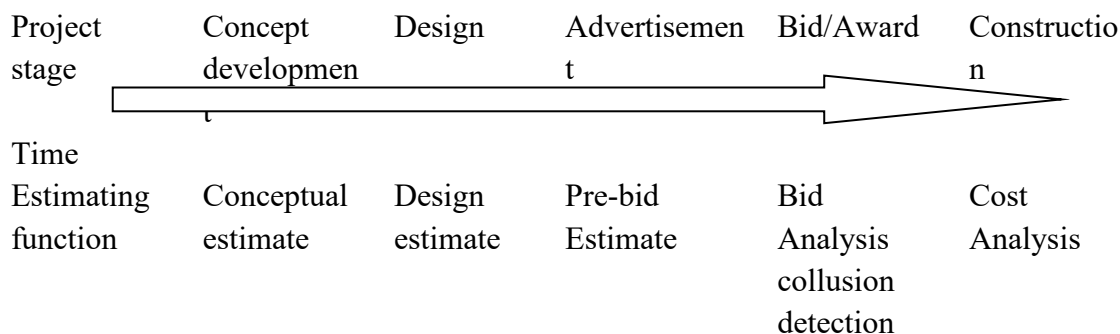 Project Concept Design Advertisemen Bid/Award Constructio
stage developmen t n
t
Time
Estimating Conceptual Design Pre-bid Bid Cost
function estimate estimate Estimate Analysis Analysis
collusion
detection